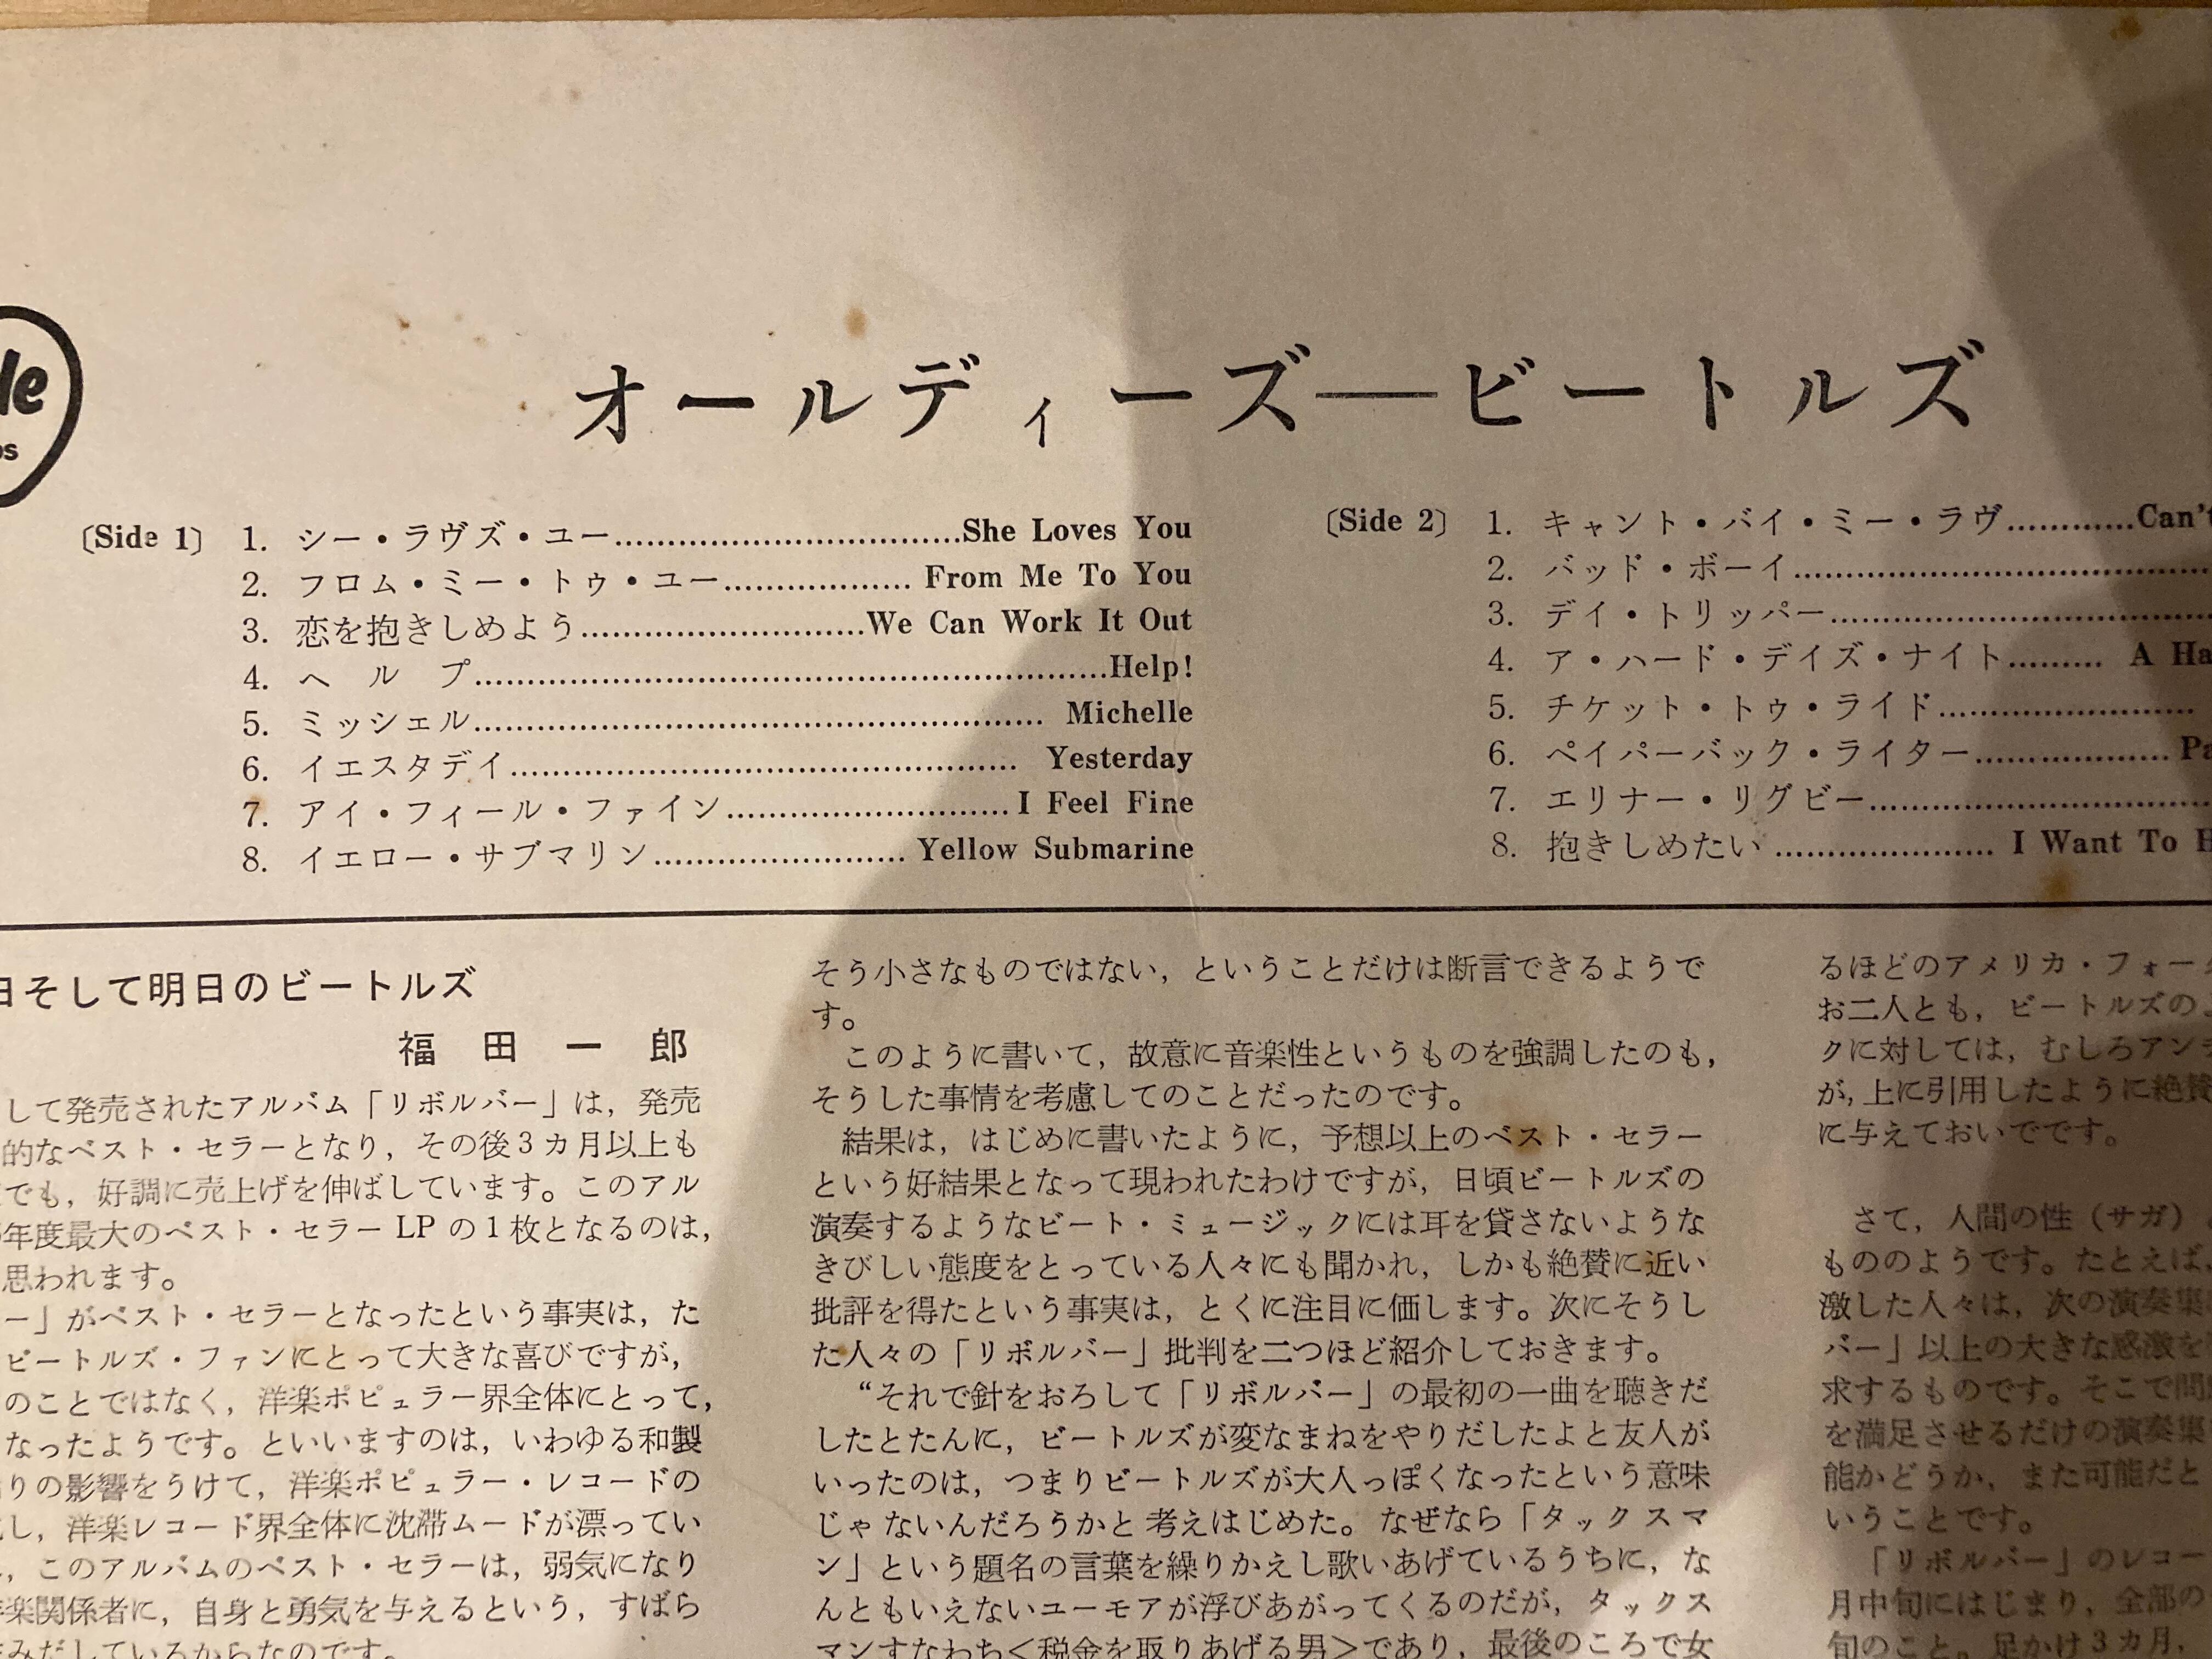 オールディーズ──ビートルズ
〔Side 1〕 1. シー・ラヴズ・ユー..............................She Loves You
2. フロム・ミー・トゥ・ユー.................. From Me To You
3. 恋を抱きしめよう...........................We Can Work It Out
4. ヘ ル プ............................................................Help!
5. ミッシェル...................................................... Michelle
6. イエスタデイ................................................ Yesterday
7. アイ・フィール・ファイン...........................I Feel Fine
8. イエロー・サブマリン........................ Yellow Submarine
〔Side 2〕 1. キャント・バイ・ミー・ラヴ............Can't
2. バッド・ボーイ.......................................
3. デイ・トリッパー....................................
4. ア・ハード・デイズ・ナイト......... A Ha
5. チケット・トゥ・ライド........................
6. ペイパーバック・ライター.................. Pa
7. エリナー・リグビー.................................
8. 抱きしめたい ..................... I Want To H
日そして明日のビートルズ
福 田 一 郎
して発売されたアルバム「リボルバー」は，発売
的なベスト・セラーとなり，その後3カ月以上も
でも，好調に売上げを伸ばしています。このアル
年度最大のベスト・セラー LP の1枚となるのは，
思われます。
ー」がベスト・セラーとなったという事実は，た
ビートルズ・ファンにとって大きな喜びですが，
のことではなく，洋楽ポピュラー界全体にとって，
なったようです。といいますのは，いわゆる和製
りの影響をうけて，洋楽ポピュラー・レコードの
し，洋楽レコード界全体に沈滞ムードが漂ってい
，このアルバムのベスト・セラーは，弱気になり
楽関係者に，自身と勇気を与えるという，すばら
みだしているからなのです。
そう小さなものではない，ということだけは断言できるようで
す。
このように書いて，故意に音楽性というものを強調したのも，
そうした事情を考慮してのことだったのです。
結果は，はじめに書いたように，予想以上のベスト・セラー
という好結果となって現われたわけですが，日頃ビートルズの
演奏するようなビート・ミュージックには耳を貸さないような
きびしい態度をとっている人々にも聞かれ，しかも絶賛に近い
批評を得たという事実は，とくに注目に価します。次にそうし
た人々の「リボルバー」批判を二つほど紹介しておきます。
“それで針をおろして「リボルバー」の最初の一曲を聴きだ
したとたんに，ビートルズが変なまねをやりだしたよと友人が
いったのは，つまりビートルズが大人っぽくなったという意味
じゃないんだろうかと考えはじめた。なぜなら「タックスマ
ン」という題名の言葉を繰りかえし歌いあげているうちに，な
んともいえないユーモアが浮びあがってくるのだが，タックス
マンすなわち＜税金を取りあげる男＞であり，最後のころで女
るほどのアメリカ・フォーク
お二人とも，ビートルズの
クに対しては，むしろアンチ
が，上に引用したように絶賛
に与えておいでです。
さて，人間の性（サガ）
もののようです。たとえば，
激した人々は，次の演奏集
バー」以上の大きな感激を
求するものです。そこで問
を満足させるだけの演奏集
能かどうか，また可能だと
いうことです。
「リボルバー」のレコー
月中旬にはじまり，全部の
旬のこと。足かけ3カ月，